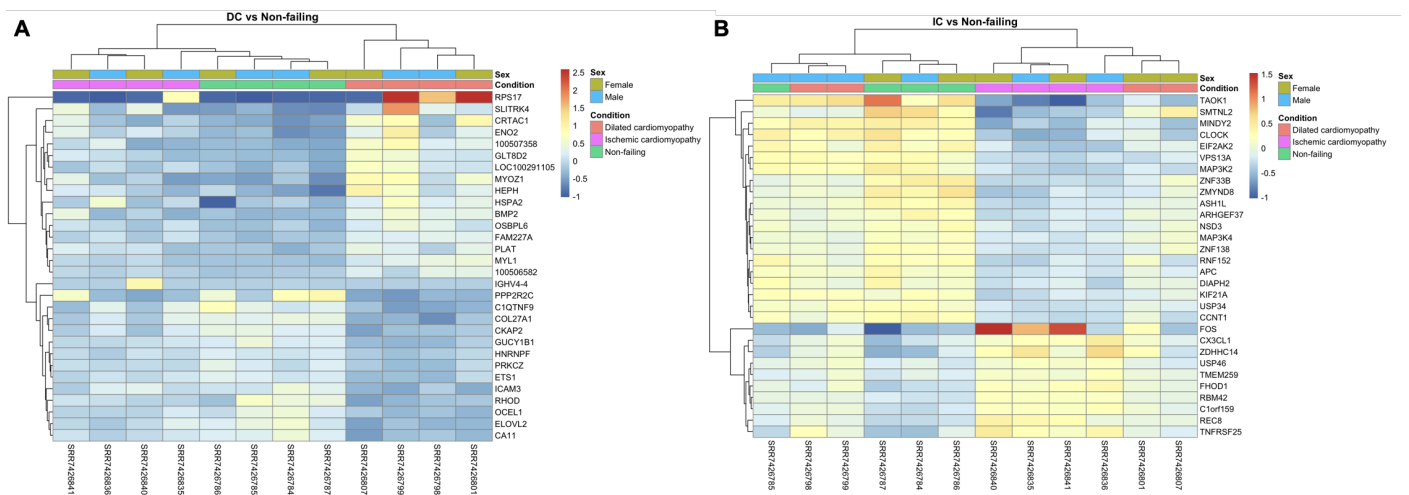 A
DC vs Non-failing
Sex
Condition
RPS17
SLITRK4
CRTAC1
ENO2
100507358
GLT8D2
LOC100291105
MYOZ1
HEPH
HSPA2
BMP2
OSBPL6
FAM227A
PLAT
MYL1
100506582
IGHV4-4
PPP2R2C
C1QTNF9
COL27A1
CKAP2
GUCY1B1
HNRNPF
PRKCZ
ETS1
ICAM3
RHOD
OCEL1
ELOVL2
CA11
SRR7426841
SRR7426836
SRR7426840
SRR7426835
SRR7426786
SRR7426785
SRR7426784
SRR7426787
SRR7426807
SRR7426799
SRR7426798
SRR7426801
2.5
2
1.5
1
0.5
0
-0.5
-1
Sex
Female
Male
Condition
Dilated cardiomyopathy
Ischemic cardiomyopathy
Non-failing
B
IC vs Non-failing
Sex
Condition
TAOK1
SMTNL2
MINDY2
CLOCK
EIF2AK2
VPS13A
MAP3K2
ZNF33B
ZMYND8
ASH1L
ARHGEF37
NSD3
MAP3K4
ZNF138
RNF152
APC
DIAPH2
KIF21A
USP34
CCNT1
FOS
CX3CL1
ZDHHC14
USP46
TMEM259
FHOD1
RBM42
C1orf159
REC8
TNFRSF25
SRR7426785
SRR7426798
SRR7426799
SRR7426787
SRR7426784
SRR7426786
SRR7426840
SRR7426835
SRR7426841
SRR7426836
SRR7426801
SRR7426807
1.5
1
0.5
0
-0.5
-1
Sex
Female
Male
Condition
Dilated cardiomyopathy
Ischemic cardiomyopathy
Non-failing